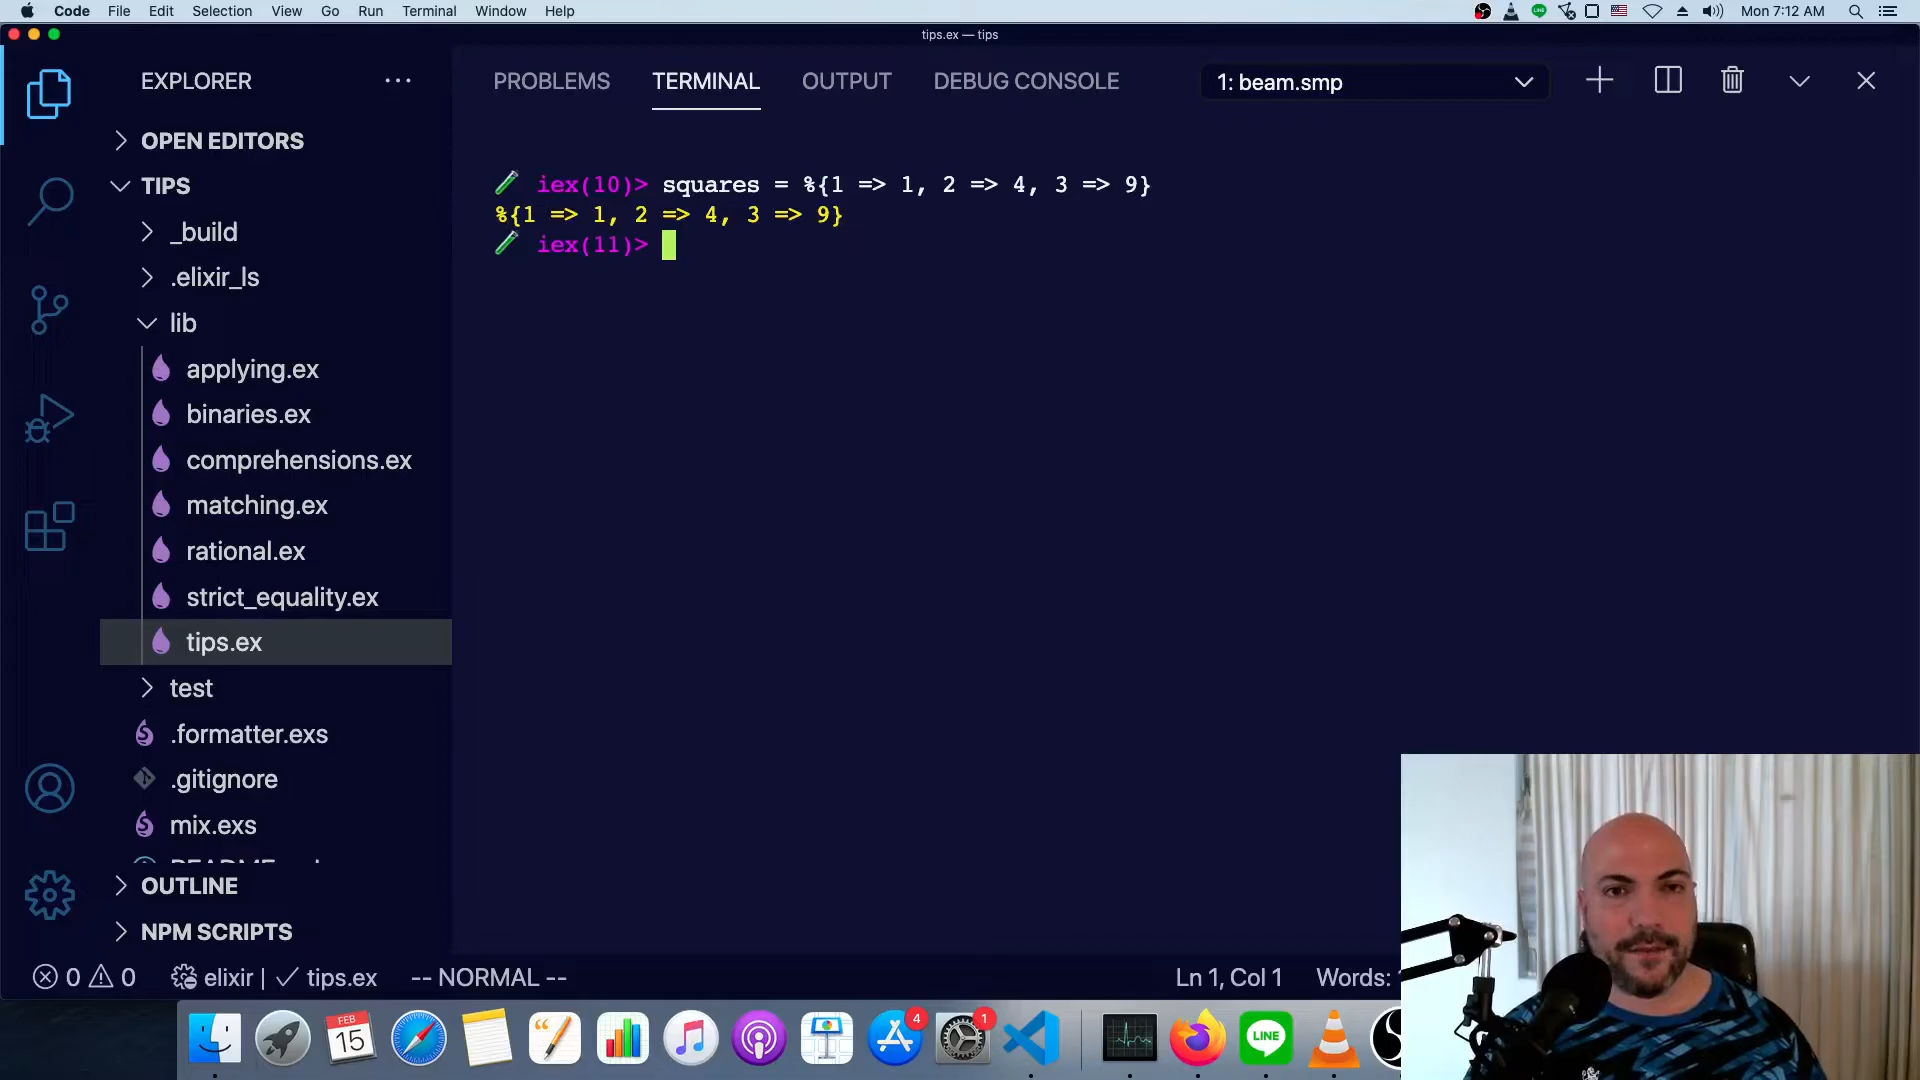 Code File Edit Selection View Go Run Terminal Window Help
LINE
Mon 7:12 AM
tips.ex — tips
EXPLORER
PROBLEMS TERMINAL OUTPUT DEBUG CONSOLE
1: beam.smp
OPEN EDITORS
TIPS
iex(10)> squares = %{1 => 1, 2 => 4, 3 => 9}
%{1 => 1, 2 => 4, 3 => 9}
iex(11)>
_build
.elixir_ls
lib
applying.ex
binaries.ex
comprehensions.ex
matching.ex
rational.ex
strict_equality.ex
tips.ex
test
.formatter.exs
.gitignore
mix.exs
OUTLINE
NPM SCRIPTS
0 0 elixir | ✓ tips.ex -- NORMAL -- Ln 1, Col 1 Words:
FEB
15
4
1
LINE